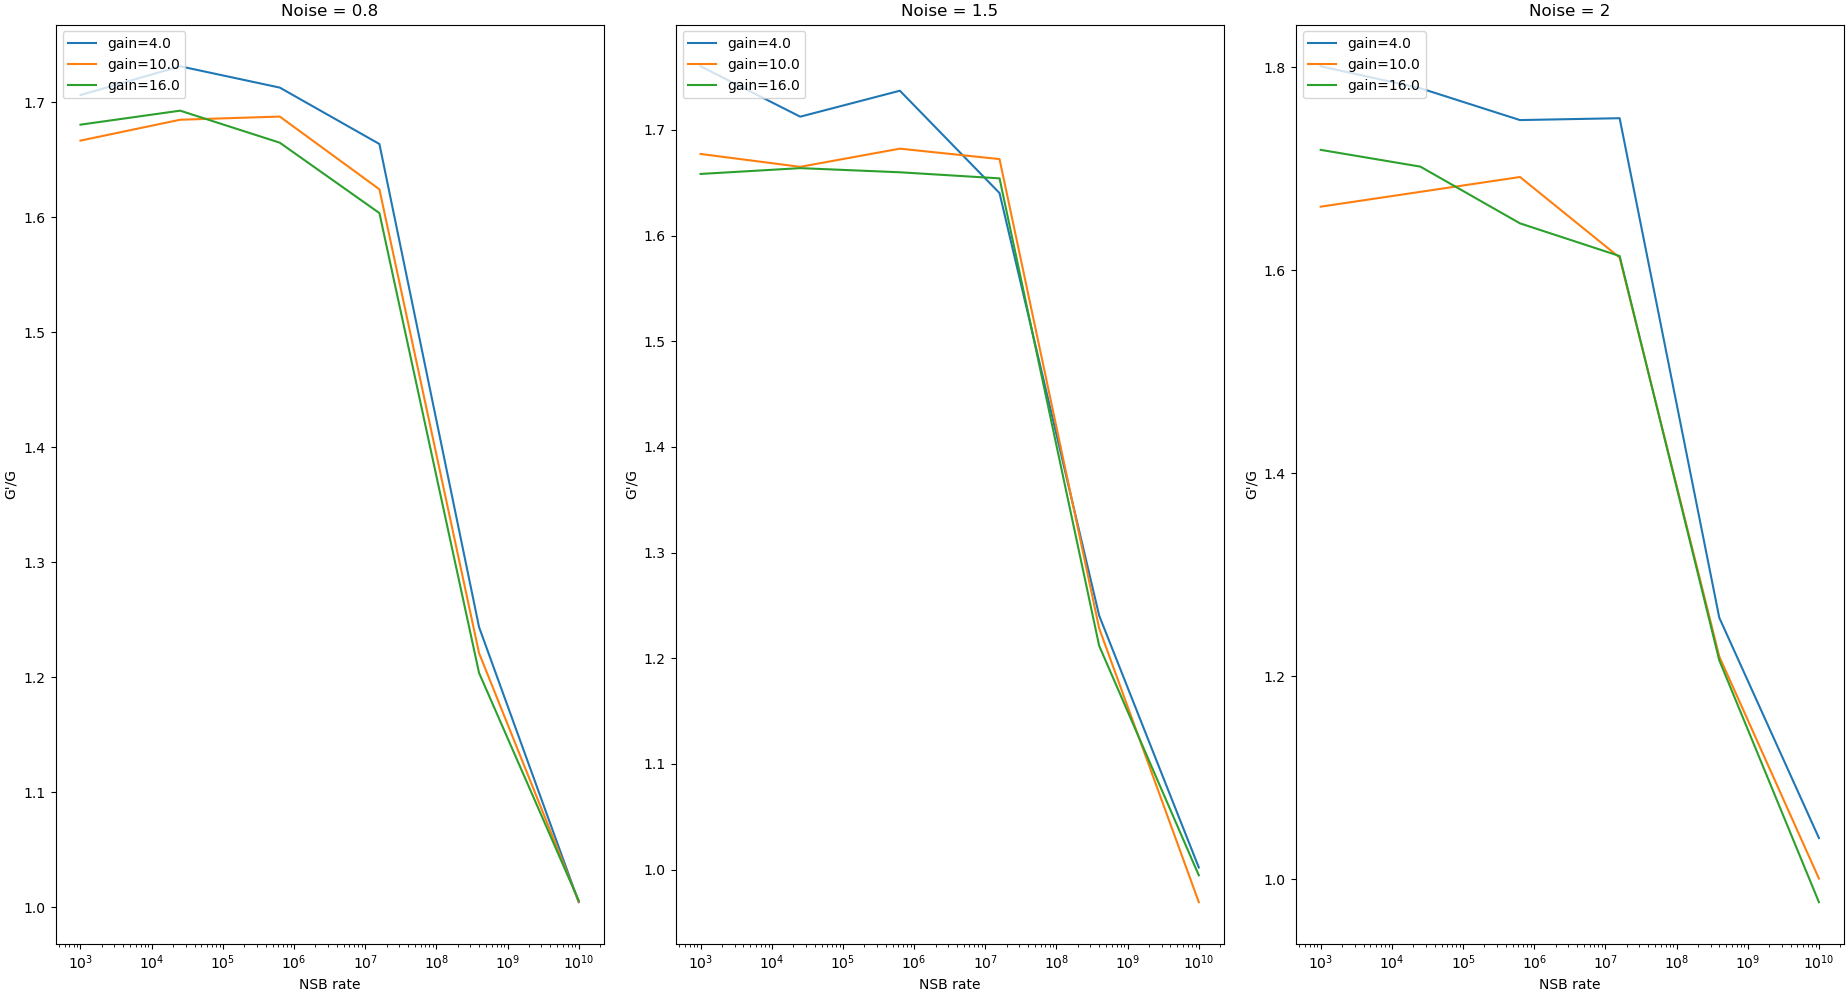 Noise = 0.8
gain=4.0
gain=10.0
gain=16.0
1.7
1.6
1.5
1.4
1.3
1.2
1.1
1.0
G'/G
10³ 10⁴ 10⁵ 10⁶ 10⁷ 10⁸ 10⁹ 10¹⁰
NSB rate
Noise = 1.5
gain=4.0
gain=10.0
gain=16.0
1.7
1.6
1.5
1.4
1.3
1.2
1.1
1.0
G'/G
10³ 10⁴ 10⁵ 10⁶ 10⁷ 10⁸ 10⁹ 10¹⁰
NSB rate
Noise = 2
gain=4.0
gain=10.0
gain=16.0
1.8
1.6
1.4
1.2
1.0
G'/G
10³ 10⁴ 10⁵ 10⁶ 10⁷ 10⁸ 10⁹ 10¹⁰
NSB rate